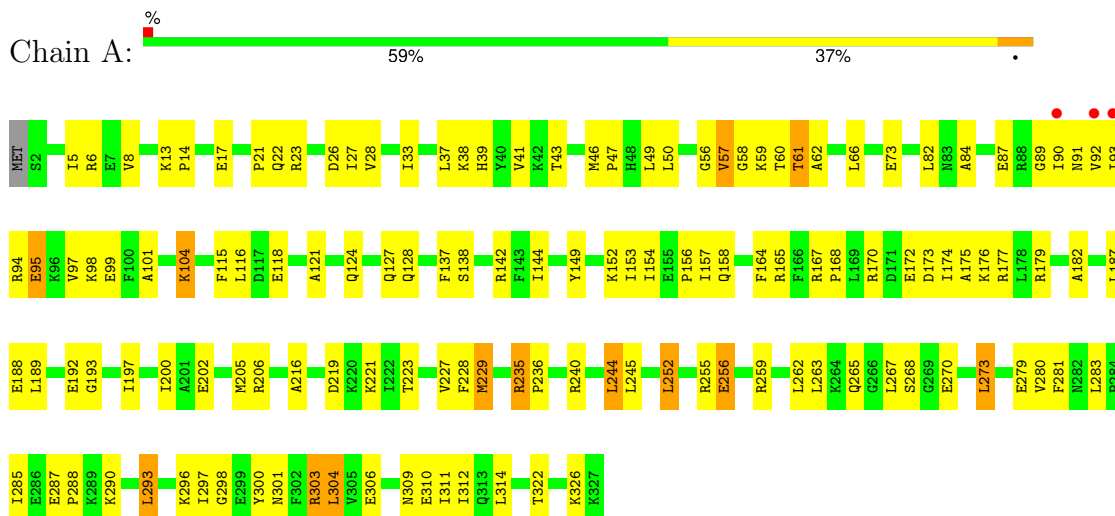 %
Chain A:
59% 37% •
MET S2 I5 R6 E7 V8 K13 P14 E17 P21 Q22 R23 D26 I27 V28 I33 L37 K38 H39 Y40 V41 K42 T43 M46 P47 H48 L49 L50 G56 V57 G58 K59 T60 T61 A62 L66 E73 L82 N83 A84 E87 R88 G89 I90 N91 V92
R94 E95 K96 V97 K98 E99 F100 A101 K104 F115 L116 D117 E118 A121 Q124 Q127 Q128 F137 S138 R142 F143 I144 Y149 K152 I153 I154 E155 P156 I157 Q158 F164 R165 F166 R167 P168 L169 R170 D171 E172 D173 I174 A175 K176 R177 L178 R179 A182 L187
E188 L189 E192 G193 I197 I200 A201 E202 M205 R206 A216 D219 K220 K221 I222 T223 V227 F228 M229 R235 P236 R240 L244 L245 L252 R255 E256 R259 L262 L263 K264 Q265 G266 L267 S268 G269 E270 L273 E279 V280 F281 N282 L283
I285 E286 E287 P288 K289 K290 L293 K296 I297 G298 E299 Y300 N301 F302 R303 L304 V305 E306 N309 E310 I311 I312 Q313 L314 T322 K326 K327